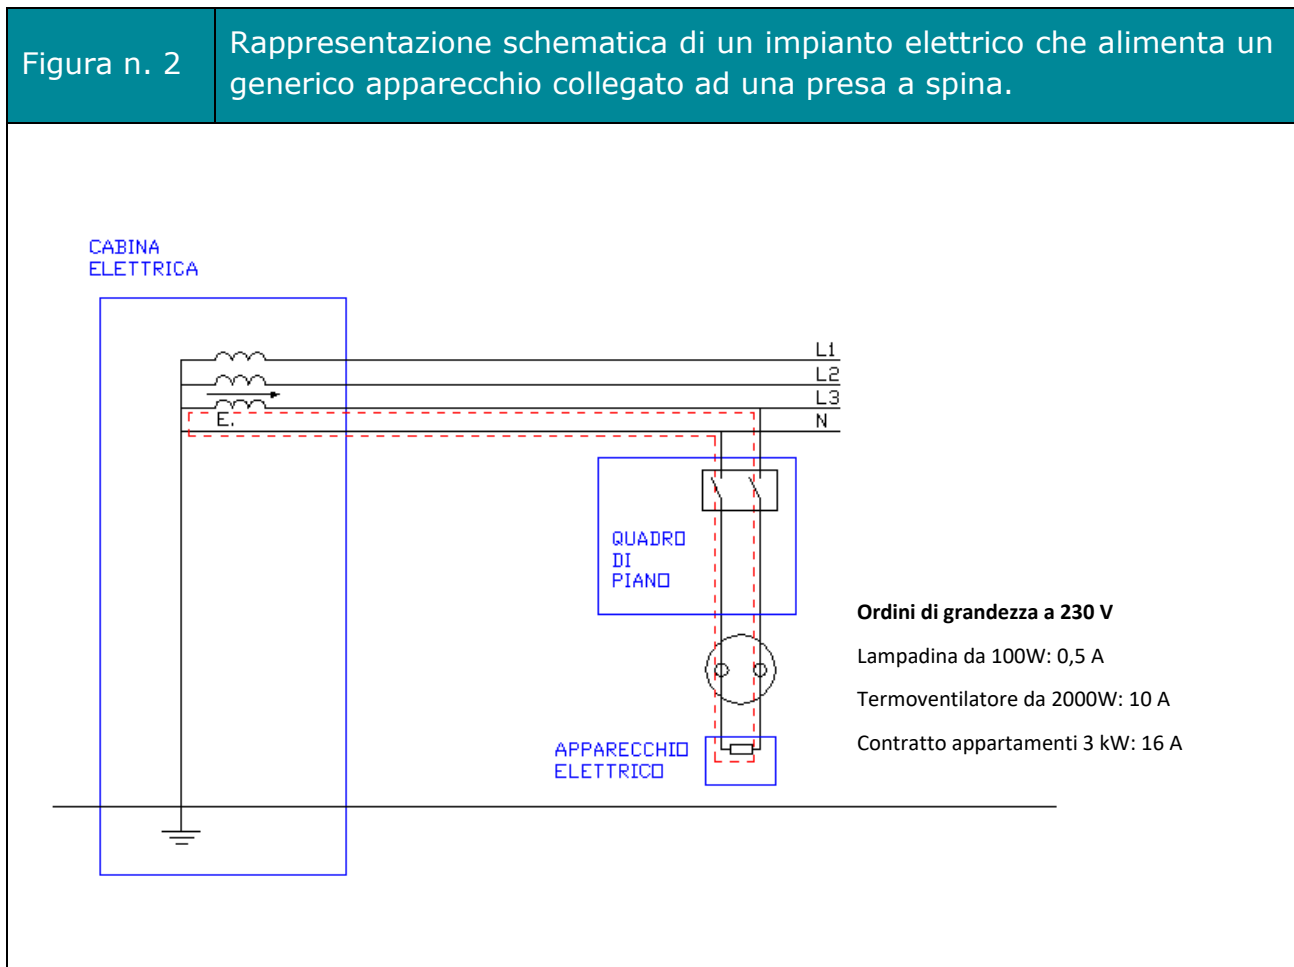 Figura n. 2
Rappresentazione schematica di un impianto elettrico che alimenta un
generico apparecchio collegato ad una presa a spina.
CABINA
ELETTRICA
L1
L2
L3
N
E.
QUADRO
DI
PIANO
Ordini di grandezza a 230 V
Lampadina da 100W: 0,5 A
Termoventilatore da 2000W: 10 A
Contratto appartamenti 3 kW: 16 A
APPARECCHIO
ELETTRICO